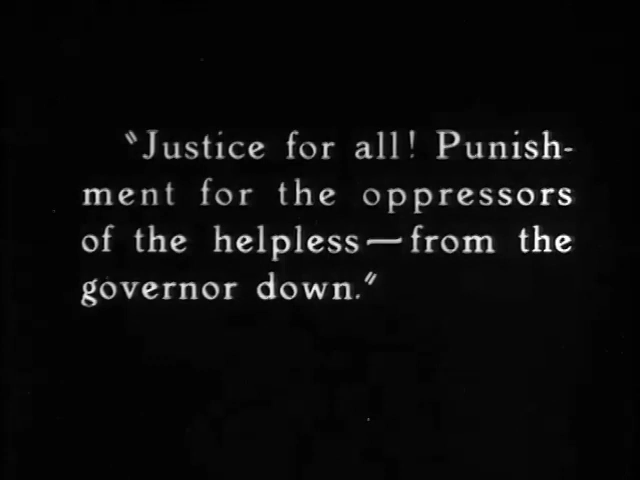 "Justice for all! Punish-
ment for the oppressors
of the helpless—from the
governor down."